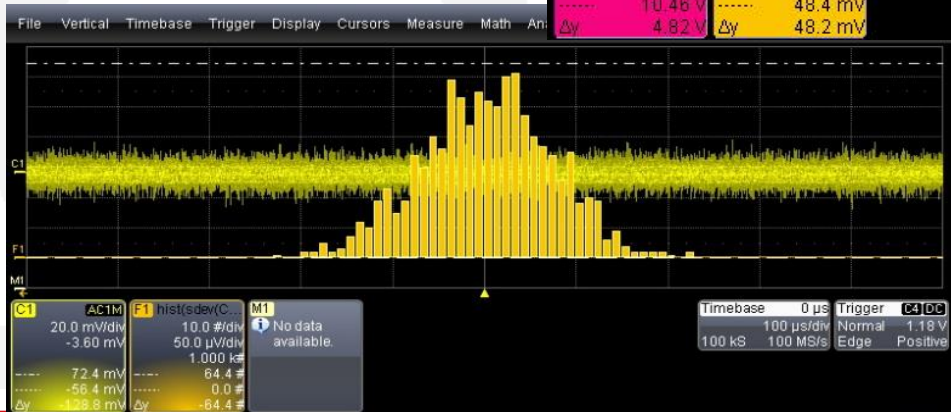 10.46 V 48.4 mV
Δy 4.82 V Δy 48.2 mV
File Vertical Timebase Trigger Display Cursors Measure Math
C1
F1
M1
C1 AC1M F1 hist(sdev(C... M1
20.0 mV/div 10.0 #/div No data
-3.60 mV 50.0 µV/div available.
1.000 k#
72.4 mV 64.4 #
-56.4 mV 0.0 #
Δy -128.8 mV Δy -64.4 #
Timebase 0 µs Trigger C4 DC
100 µs/div Normal 1.18 V
100 kS 100 MS/s Edge Positive